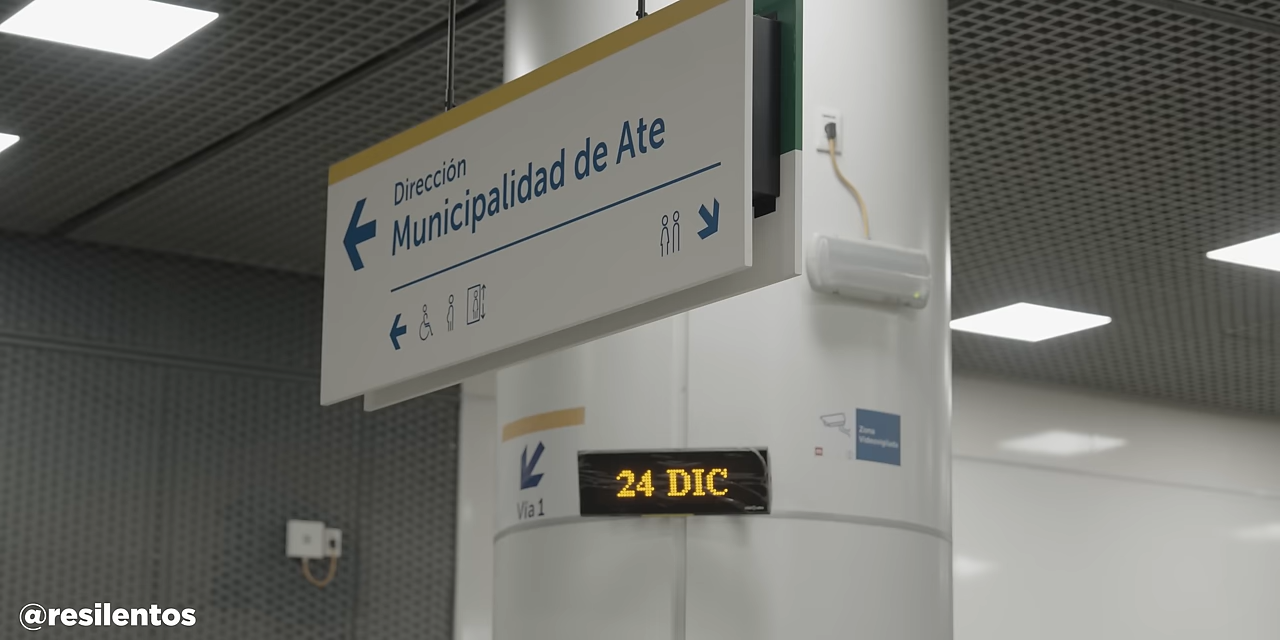 Dirección
Municipalidad de Ate
Vía 1
24 DIC
Zona
Videovigilada
@resilentos